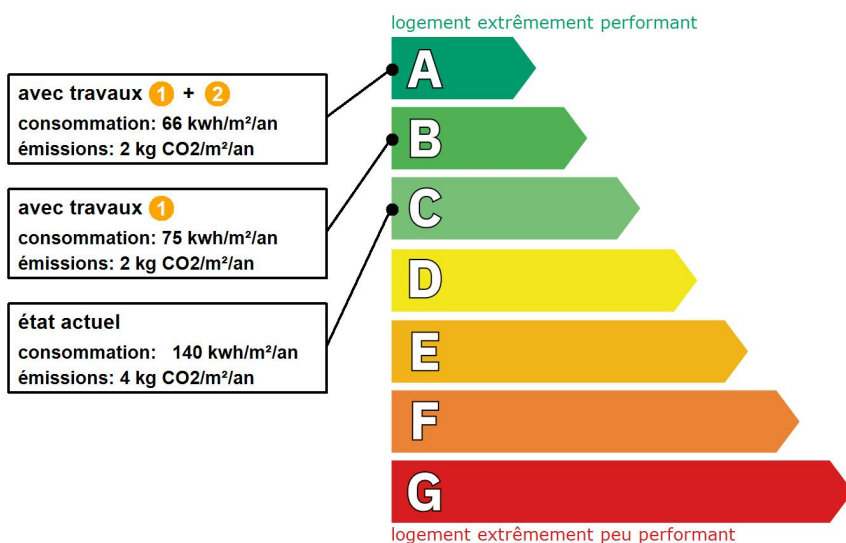 logement extrêmement performant
avec travaux 1 + 2
consommation: 66 kwh/m²/an
émissions: 2 kg CO2/m²/an
avec travaux 1
consommation: 75 kwh/m²/an
émissions: 2 kg CO2/m²/an
état actuel
consommation: 140 kwh/m²/an
émissions: 4 kg CO2/m²/an
A
B
C
D
E
F
G
logement extrêmement peu performant